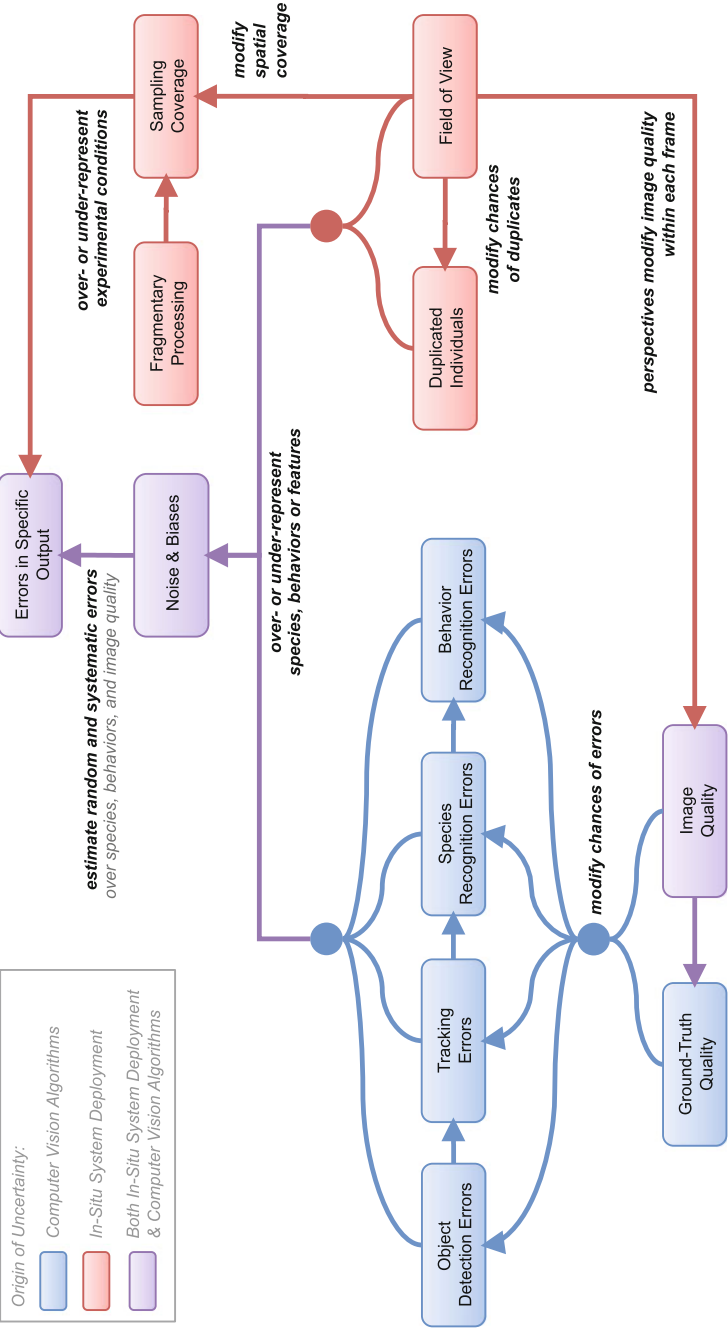 Origin of Uncertainty:
Computer Vision Algorithms
In-Situ System Deployment
Both In-Situ System Deployment
& Computer Vision Algorithms
Errors in Specific
Output
estimate random and systematic errors
over species, behaviors, and image quality
Noise & Biases
over- or under-represent
experimental conditions
Fragmentary
Processing
Sampling
Coverage
modify
spatial
coverage
over- or under-represent
species, behaviors or features
Object
Detection Errors
Tracking
Errors
Species
Recognition Errors
Behavior
Recognition Errors
Duplicated
Individuals
Field of View
modify chances
of duplicates
modify chances of errors
perspectives modify image quality
within each frame
Ground-Truth
Quality
Image
Quality